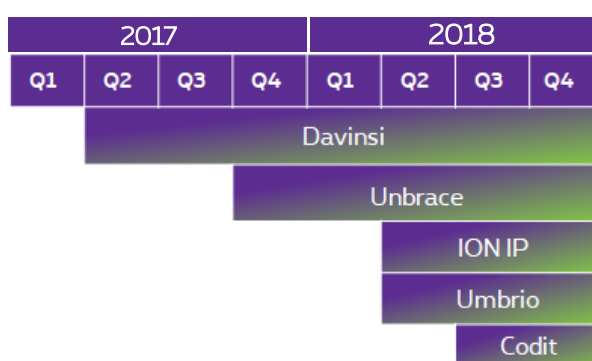 2017 2018
Q1 Q2 Q3 Q4 Q1 Q2 Q3 Q4
Davinsi
Unbrace
ION IP
Umbrio
Codit